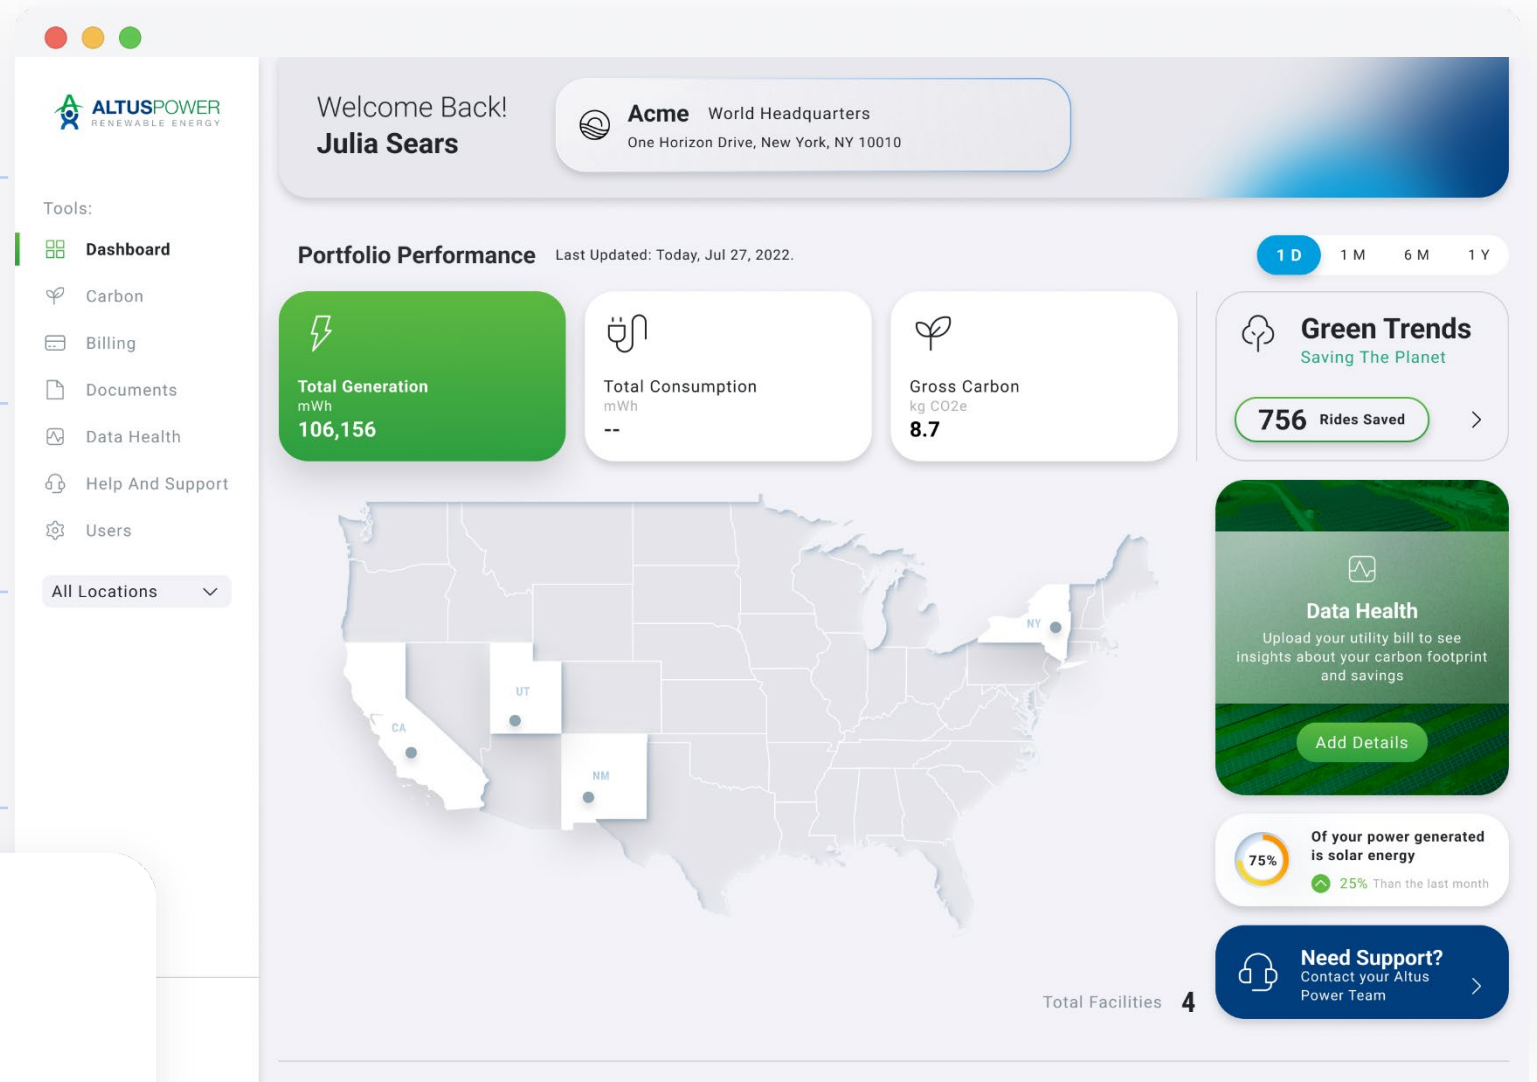 ALTUSPOWER
RENEWABLE ENERGY
Tools:
Dashboard
Carbon
Billing
Documents
Data Health
Help And Support
Users
All Locations
Welcome Back!
Julia Sears
Acme World Headquarters
One Horizon Drive, New York, NY 10010
Portfolio Performance Last Updated: Today, Jul 27, 2022.
1 D 1 M 6 M 1 Y
Total Generation
mWh
106,156
Total Consumption
mWh
--
Gross Carbon
kg CO2e
8.7
Green Trends
Saving The Planet
756 Rides Saved
NY
UT
CA
NM
Total Facilities 4
Data Health
Upload your utility bill to see
insights about your carbon footprint
and savings
Add Details
75%
Of your power generated
is solar energy
25% Than the last month
Need Support?
Contact your Altus
Power Team